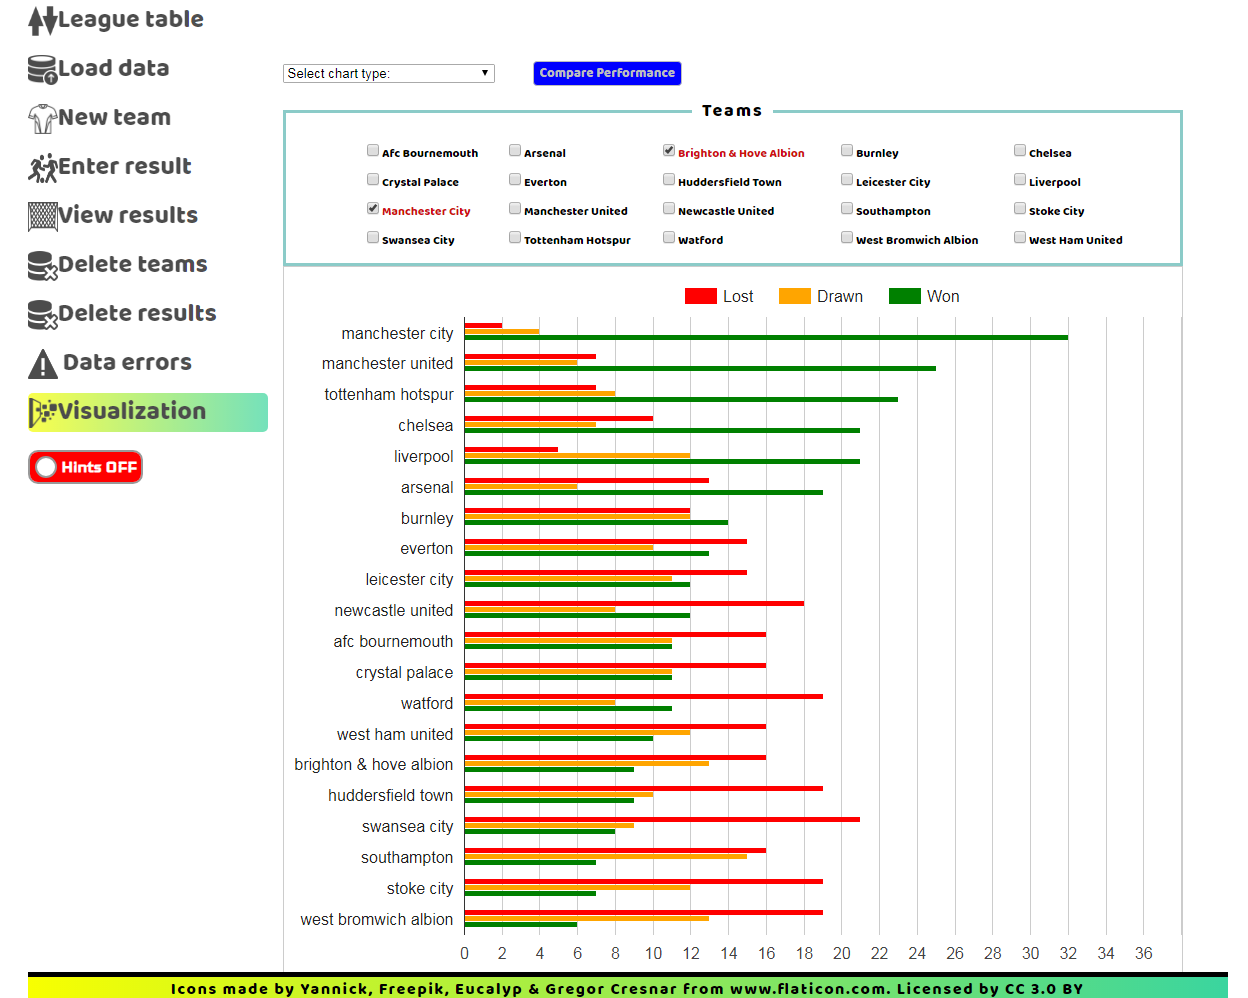 League table
Load data
New team
Enter result
View results
Delete teams
Delete results
Data errors
Visualization
Hints OFF
Select chart type:
Compare Performance
Teams
Afc Bournemouth Arsenal Brighton & Hove Albion Burnley Chelsea
Crystal Palace Everton Huddersfield Town Leicester City Liverpool
Manchester City Manchester United Newcastle United Southampton Stoke City
Swansea City Tottenham Hotspur Watford West Bromwich Albion West Ham United
Lost Drawn Won
manchester city
manchester united
tottenham hotspur
chelsea
liverpool
arsenal
burnley
everton
leicester city
newcastle united
afc bournemouth
crystal palace
watford
west ham united
brighton & hove albion
huddersfield town
swansea city
southampton
stoke city
west bromwich albion
0 2 4 6 8 10 12 14 16 18 20 22 24 26 28 30 32 34 36
Icons made by Yannick, Freepik, Eucalyp & Gregor Cresnar from www.flaticon.com. Licensed by CC 3.0 BY